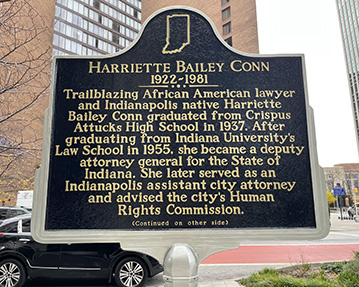 HARRIETTE BAILEY CONN
1922-1981
Trailblazing African American lawyer
and Indianapolis native Harriette
Bailey Conn graduated from Crispus
Attucks High School in 1937. After
graduating from Indiana University's
Law School in 1955, she became a deputy
attorney general for the State of
Indiana. She later served as an
Indianapolis assistant city attorney
and advised the city's Human
Rights Commission.
(Continued on other side)